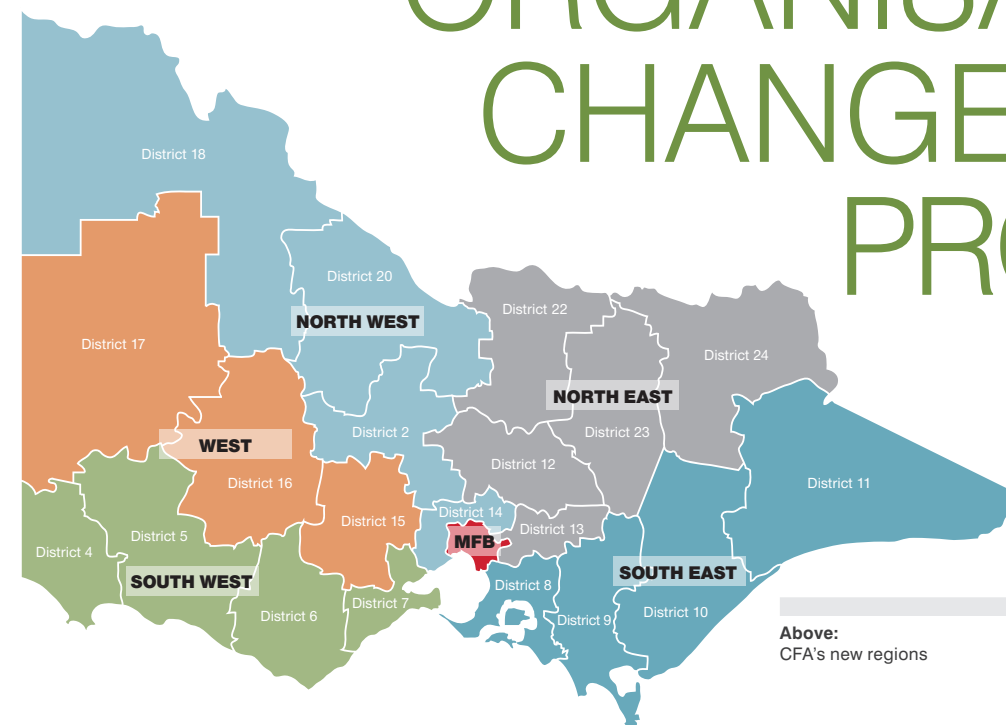 CHANGE
District 18
District 20
NORTH WEST
District 22
District 17
District 24
NORTH EAST
WEST
District 2
District 23
District 12
District 16
District 11
District 14
District 15
District 13
District 5
MFB
District 4
SOUTH WEST
SOUTH EAST
District 8
District 7
District 6
District 9
District 10
Above:
CFA's new regions